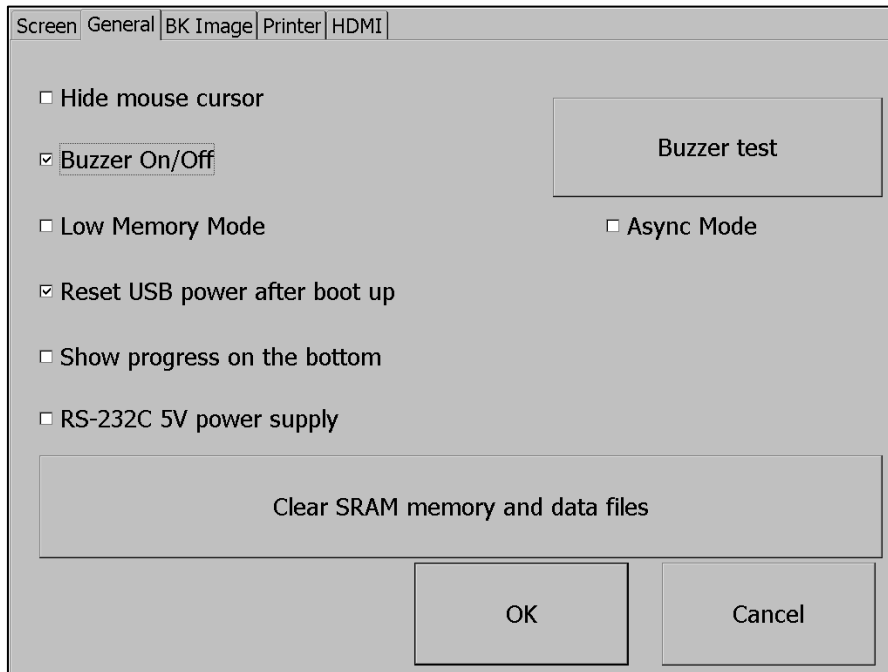 Screen General BK Image Printer HDMI
Hide mouse cursor
Buzzer test
Buzzer On/Off
Low Memory Mode Async Mode
Reset USB power after boot up
Show progress on the bottom
RS-232C 5V power supply
Clear SRAM memory and data files
OK Cancel